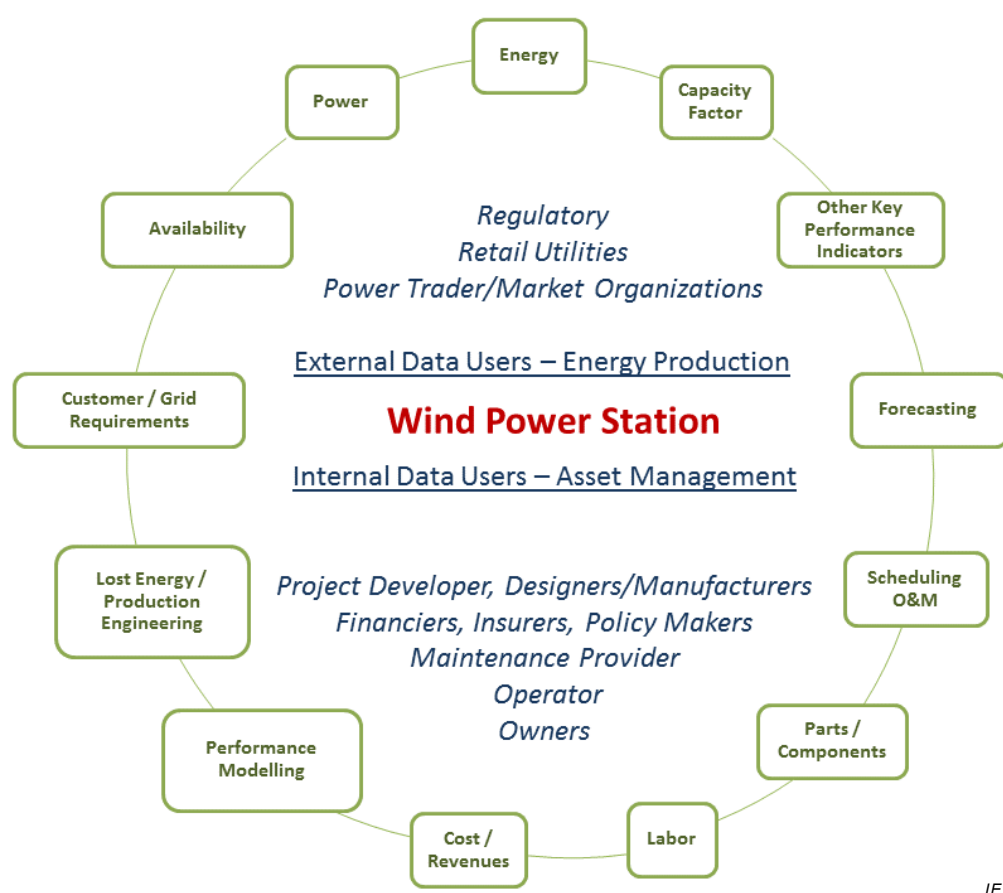 Energy
Power
Capacity
Factor
Availability
Other Key
Performance
Indicators
Regulatory
Retail Utilities
Power Trader/Market Organizations
External Data Users – Energy Production
Customer / Grid
Requirements
Wind Power Station
Forecasting
Internal Data Users – Asset Management
Lost Energy /
Production
Engineering
Project Developer, Designers/Manufacturers
Financiers, Insurers, Policy Makers
Maintenance Provider
Operator
Owners
Scheduling
O&M
Performance
Modelling
Parts /
Components
Cost /
Revenues
Labor